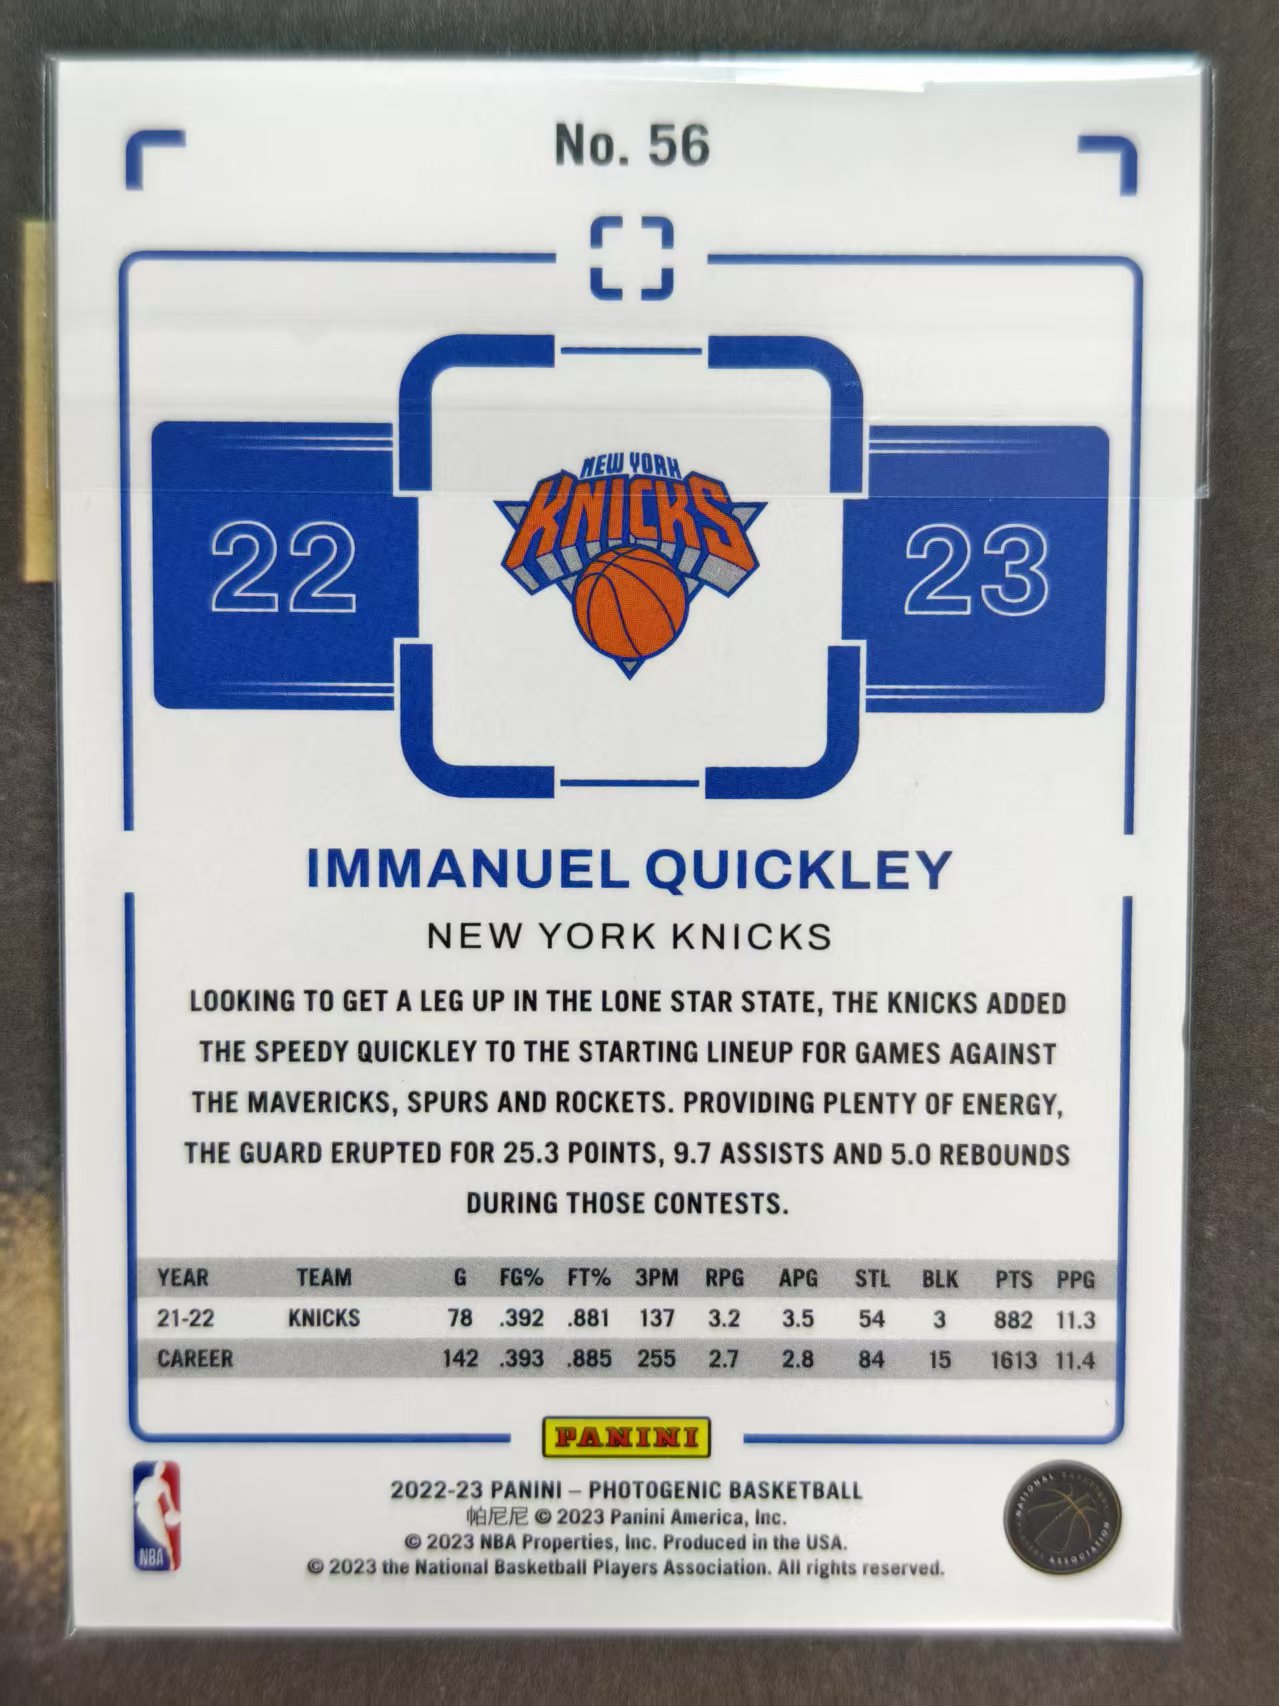 No. 56
NEW YORK
KNICKS
22
23
IMMANUEL QUICKLEY
NEW YORK KNICKS
LOOKING TO GET A LEG UP IN THE LONE STAR STATE, THE KNICKS ADDED
THE SPEEDY QUICKLEY TO THE STARTING LINEUP FOR GAMES AGAINST
THE MAVERICKS, SPURS AND ROCKETS. PROVIDING PLENTY OF ENERGY,
THE GUARD ERUPTED FOR 25.3 POINTS, 9.7 ASSISTS AND 5.0 REBOUNDS
DURING THOSE CONTESTS.
YEAR TEAM G FG% FT% 3PM RPG APG STL BLK PTS PPG
21-22 KNICKS 78 .392 .881 137 3.2 3.5 54 3 882 11.3
CAREER 142 .393 .885 255 2.7 2.8 84 15 1613 11.4
PANINI
2022-23 PANINI – PHOTOGENIC BASKETBALL
帕尼尼 © 2023 Panini America, Inc.
© 2023 NBA Properties, Inc. Produced in the USA.
© 2023 the National Basketball Players Association. All rights reserved.
NBA
NATIONAL BASKETBALL
PLAYERS ASSOCIATION